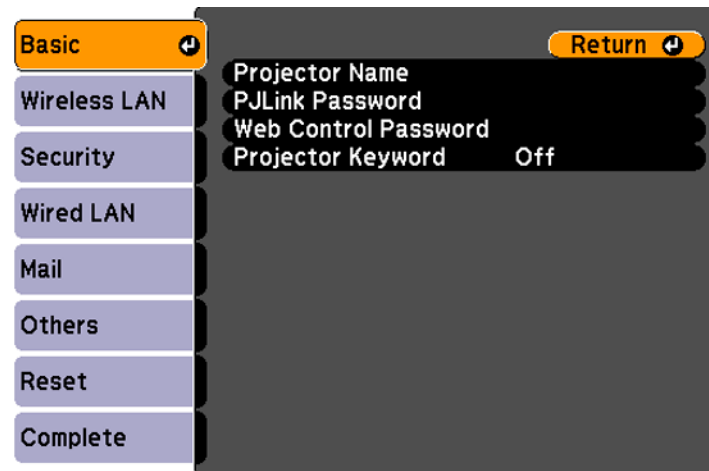 Basic
Wireless LAN
Security
Wired LAN
Mail
Others
Reset
Complete
Return
Projector Name
PJLink Password
Web Control Password
Projector Keyword Off